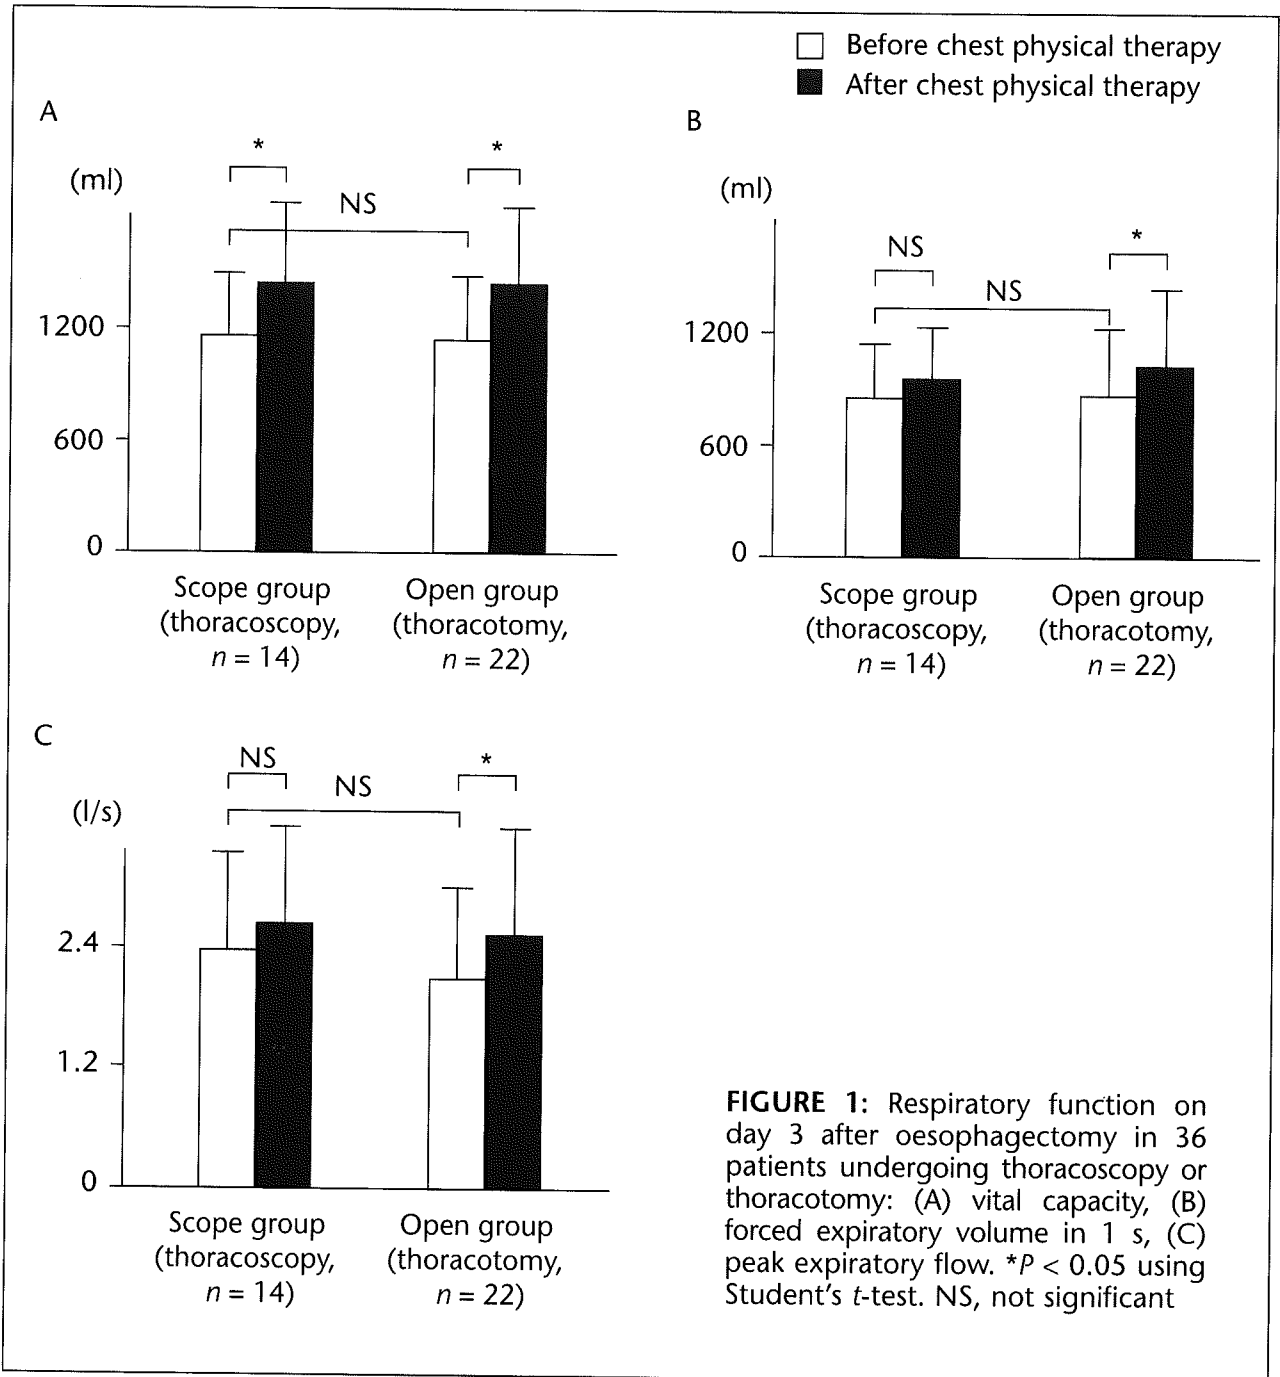 Before chest physical therapy
After chest physical therapy
A
(ml)
*
*
NS
1200
600
0
Scope group
(thoracoscopy,
n = 14)
Open group
(thoracotomy,
n = 22)
B
(ml)
NS
*
NS
1200
600
0
Scope group
(thoracoscopy,
n = 14)
Open group
(thoracotomy,
n = 22)
C
(l/s)
NS
*
NS
2.4
1.2
0
Scope group
(thoracoscopy,
n = 14)
Open group
(thoracotomy,
n = 22)
FIGURE 1: Respiratory function on
day 3 after oesophagectomy in 36
patients undergoing thoracoscopy or
thoracotomy: (A) vital capacity, (B)
forced expiratory volume in 1 s, (C)
peak expiratory flow. *P < 0.05 using
Student's t-test. NS, not significant